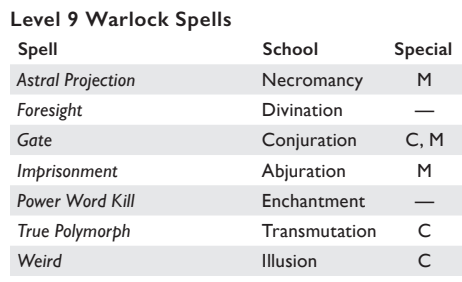 Level 9 Warlock Spells
Spell School Special
Astral Projection Necromancy M
Foresight Divination —
Gate Conjuration C, M
Imprisonment Abjuration M
Power Word Kill Enchantment —
True Polymorph Transmutation C
Weird Illusion C